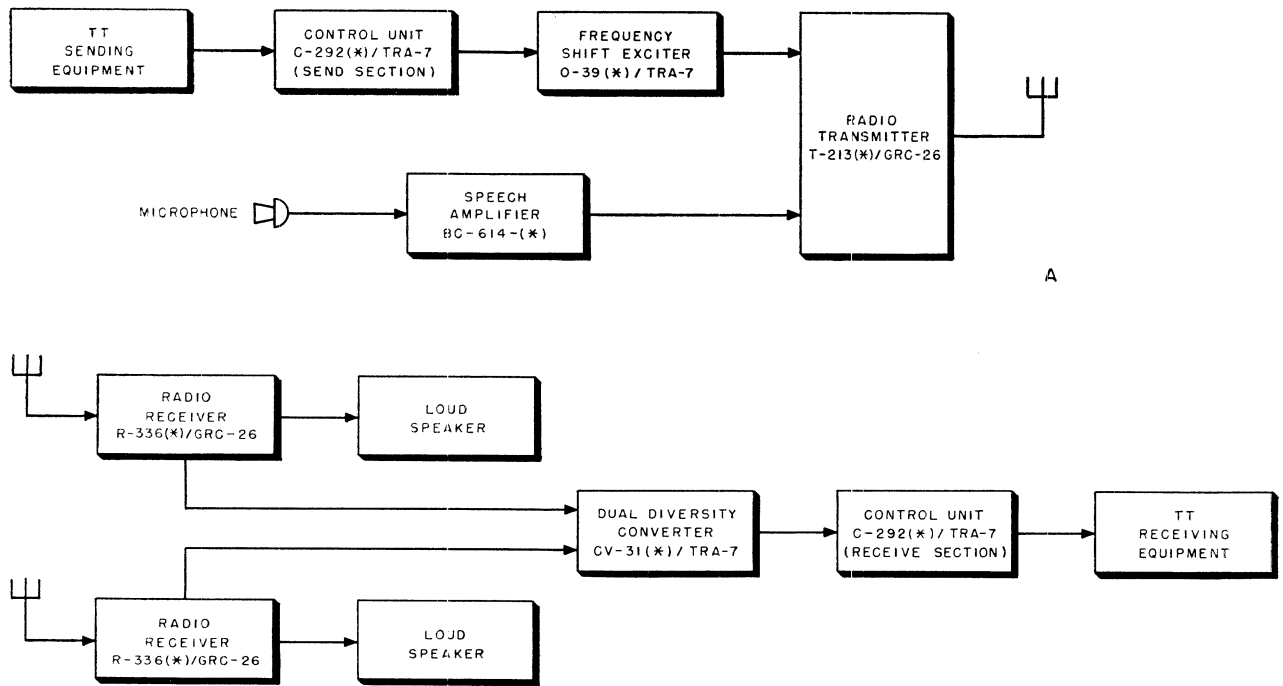 TT
SENDING
EQUIPMENT
CONTROL UNIT
C-292(*)/TRA-7
(SEND SECTION)
FREQUENCY
SHIFT EXCITER
O-39(*)/TRA-7
RADIO
TRANSMITTER
T-213(*)/GRC-26
MICROPHONE
SPEECH
AMPLIFIER
BC-614-(*)
A
RADIO
RECEIVER
R-336(*)/GRC-26
LOUD
SPEAKER
DUAL DIVERSITY
CONVERTER
CV-31(*)/TRA-7
CONTROL UNIT
C-292(*)/TRA-7
(RECEIVE SECTION)
TT
RECEIVING
EQUIPMENT
RADIO
RECEIVER
R-336(*)/GRC-26
LOUD
SPEAKER